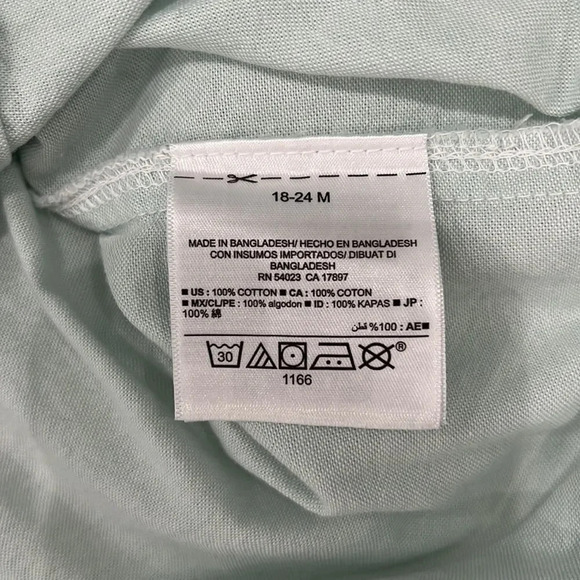 18-24 M
MADE IN BANGLADESH/ HECHO EN BANGLADESH
CON INSUMOS IMPORTADOS/ DIBUAT DI
BANGLADESH
RN 54023 CA 17897
■ US : 100% COTTON ■ CA : 100% COTON
■ MX/CL/PE : 100% algodon ■ ID : 100% KAPAS ■ JP :
100% 綿
■AE : 100% قطن
30 ®
1166